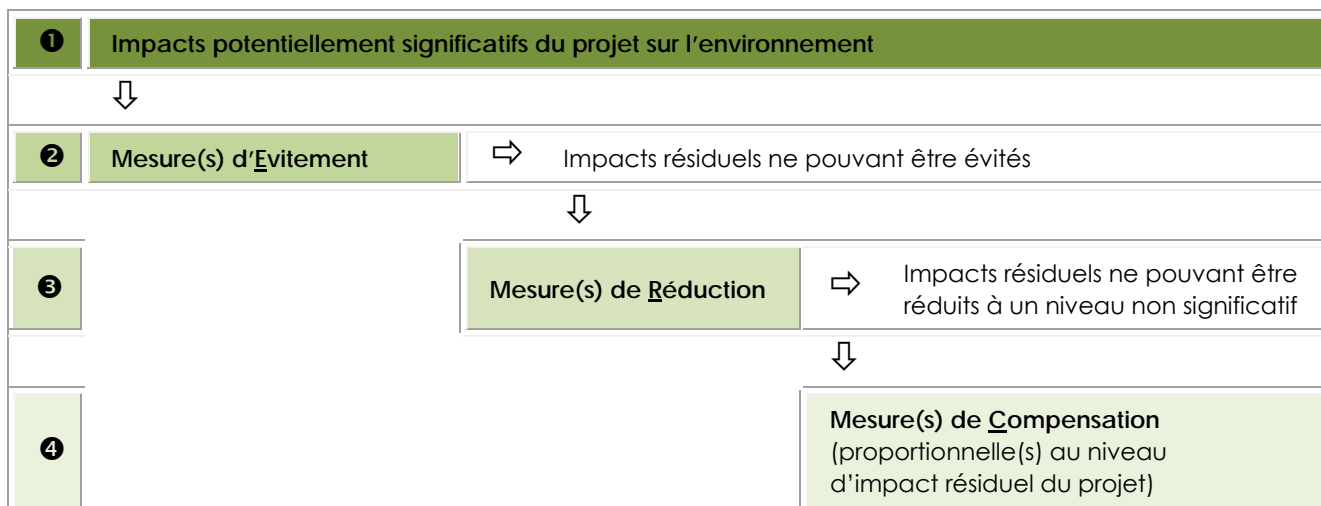 ❶ Impacts potentiellement significatifs du projet sur l’environnement
⇩
❷ Mesure(s) d’Evitement ⇨ Impacts résiduels ne pouvant être évités
⇩
❸ Mesure(s) de Réduction ⇨ Impacts résiduels ne pouvant être
réduits à un niveau non significatif
⇩
❹ Mesure(s) de Compensation
(proportionnelle(s) au niveau
d’impact résiduel du projet)